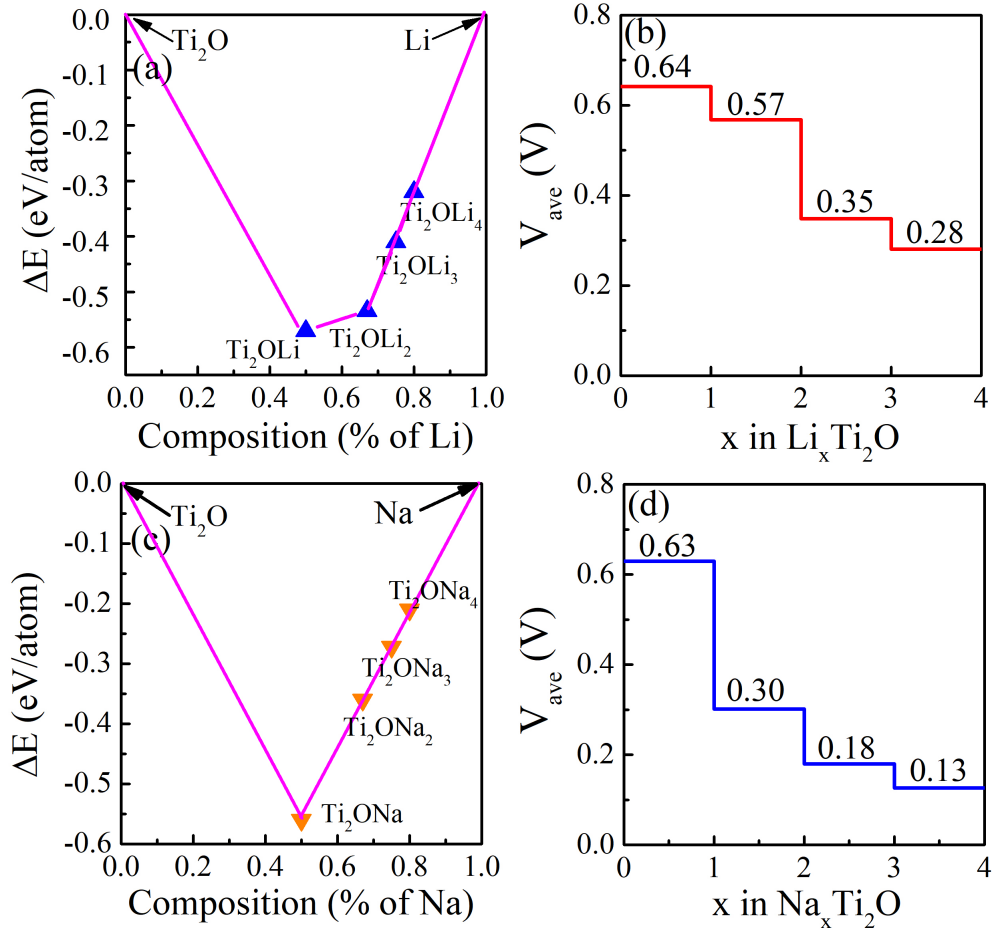 (a)
Ti₂O
Li
Ti₂OLi₄
Ti₂OLi₃
Ti₂OLi₂
Ti₂OLi
0.0
-0.1
-0.2
-0.3
-0.4
-0.5
-0.6
ΔE (eV/atom)
0.0 0.2 0.4 0.6 0.8 1.0
Composition (% of Li)
(b)
0.64
0.57
0.35
0.28
0.8
0.6
0.4
0.2
0.0
V_ave (V)
0 1 2 3 4
x in LiₓTi₂O
(c)
Ti₂O
Na
Ti₂ONa₄
Ti₂ONa₃
Ti₂ONa₂
Ti₂ONa
0.0
-0.1
-0.2
-0.3
-0.4
-0.5
-0.6
ΔE (eV/atom)
0.0 0.2 0.4 0.6 0.8 1.0
Composition (% of Na)
(d)
0.63
0.30
0.18
0.13
0.8
0.6
0.4
0.2
0.0
V_ave (V)
0 1 2 3 4
x in NaₓTi₂O